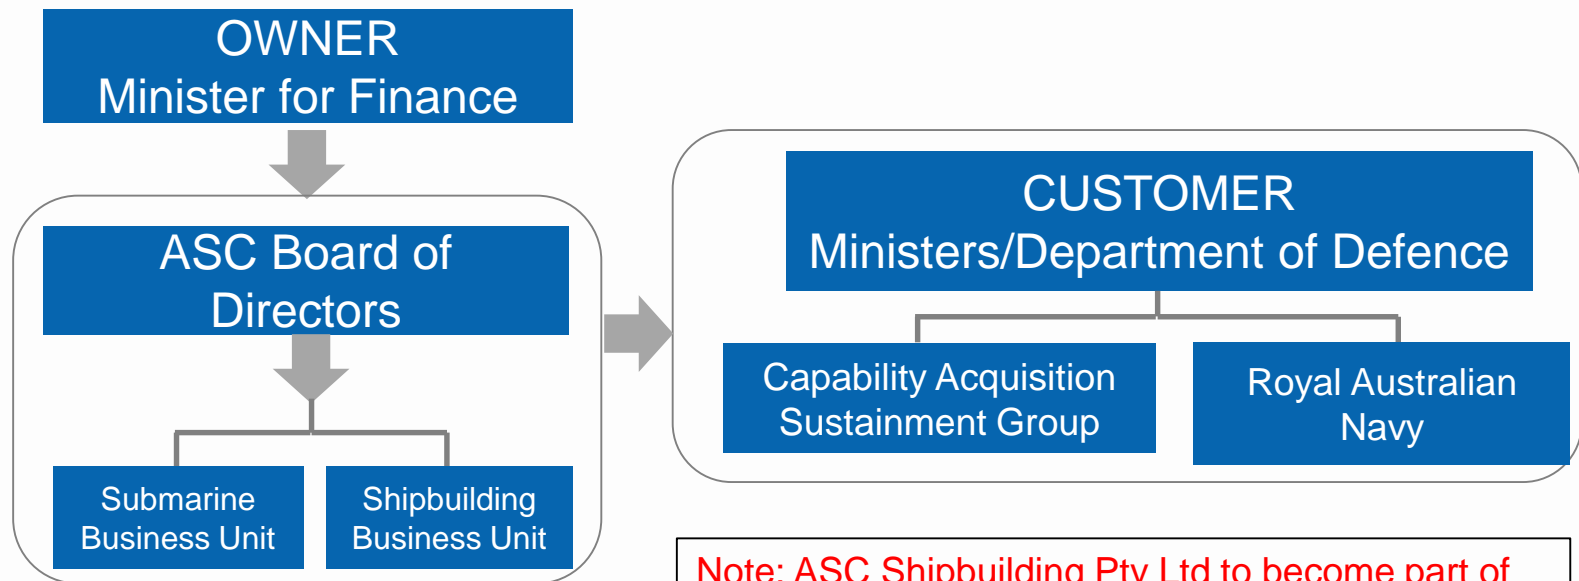 OWNER
Minister for Finance
ASC Board of
Directors
Submarine
Business Unit
Shipbuilding
Business Unit
CUSTOMER
Ministers/Department of Defence
Capability Acquisition
Sustainment Group
Royal Australian
Navy
Note: ASC Shipbuilding Pty Ltd to become part of